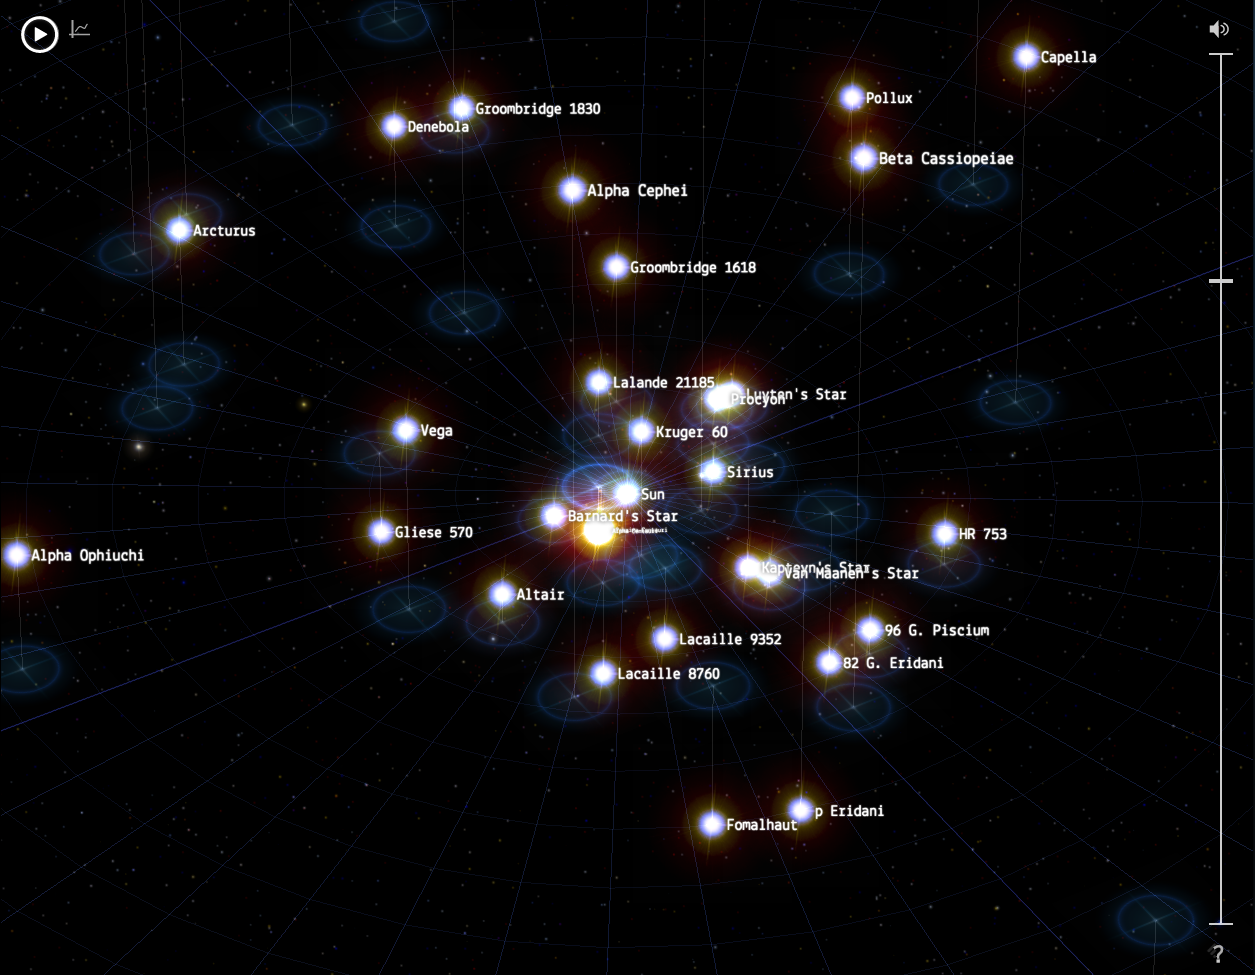 Capella
Pollux
Groombridge 1830
Denebola
Beta Cassiopeiae
Alpha Cephei
Arcturus
Groombridge 1618
Lalande 21185
Luyten's Star
Procyon
Vega
Kruger 60
Sirius
Sun
Barnard's Star
Gliese 570
HR 753
Alpha Ophiuchi
Kapteyn's Star
Van Maanen's Star
Altair
96 G. Piscium
Lacaille 9352
82 G. Eridani
Lacaille 8760
p Eridani
Fomalhaut
?